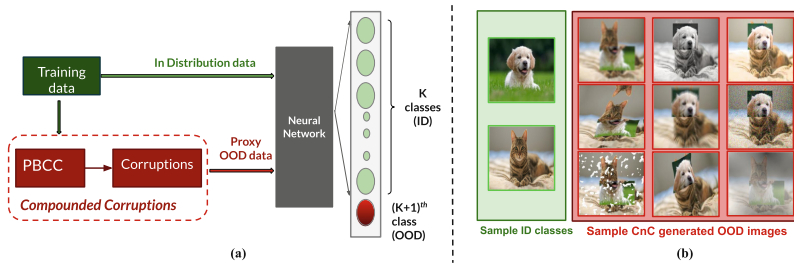 Training
data
In Distribution data
PBCC
Corruptions
Compounded Corruptions
Proxy
OOD data
Neural
Network
K
classes
(ID)
(K+1)th
class
(OOD)
(a)
Sample ID classes
Sample CnC generated OOD images
(b)